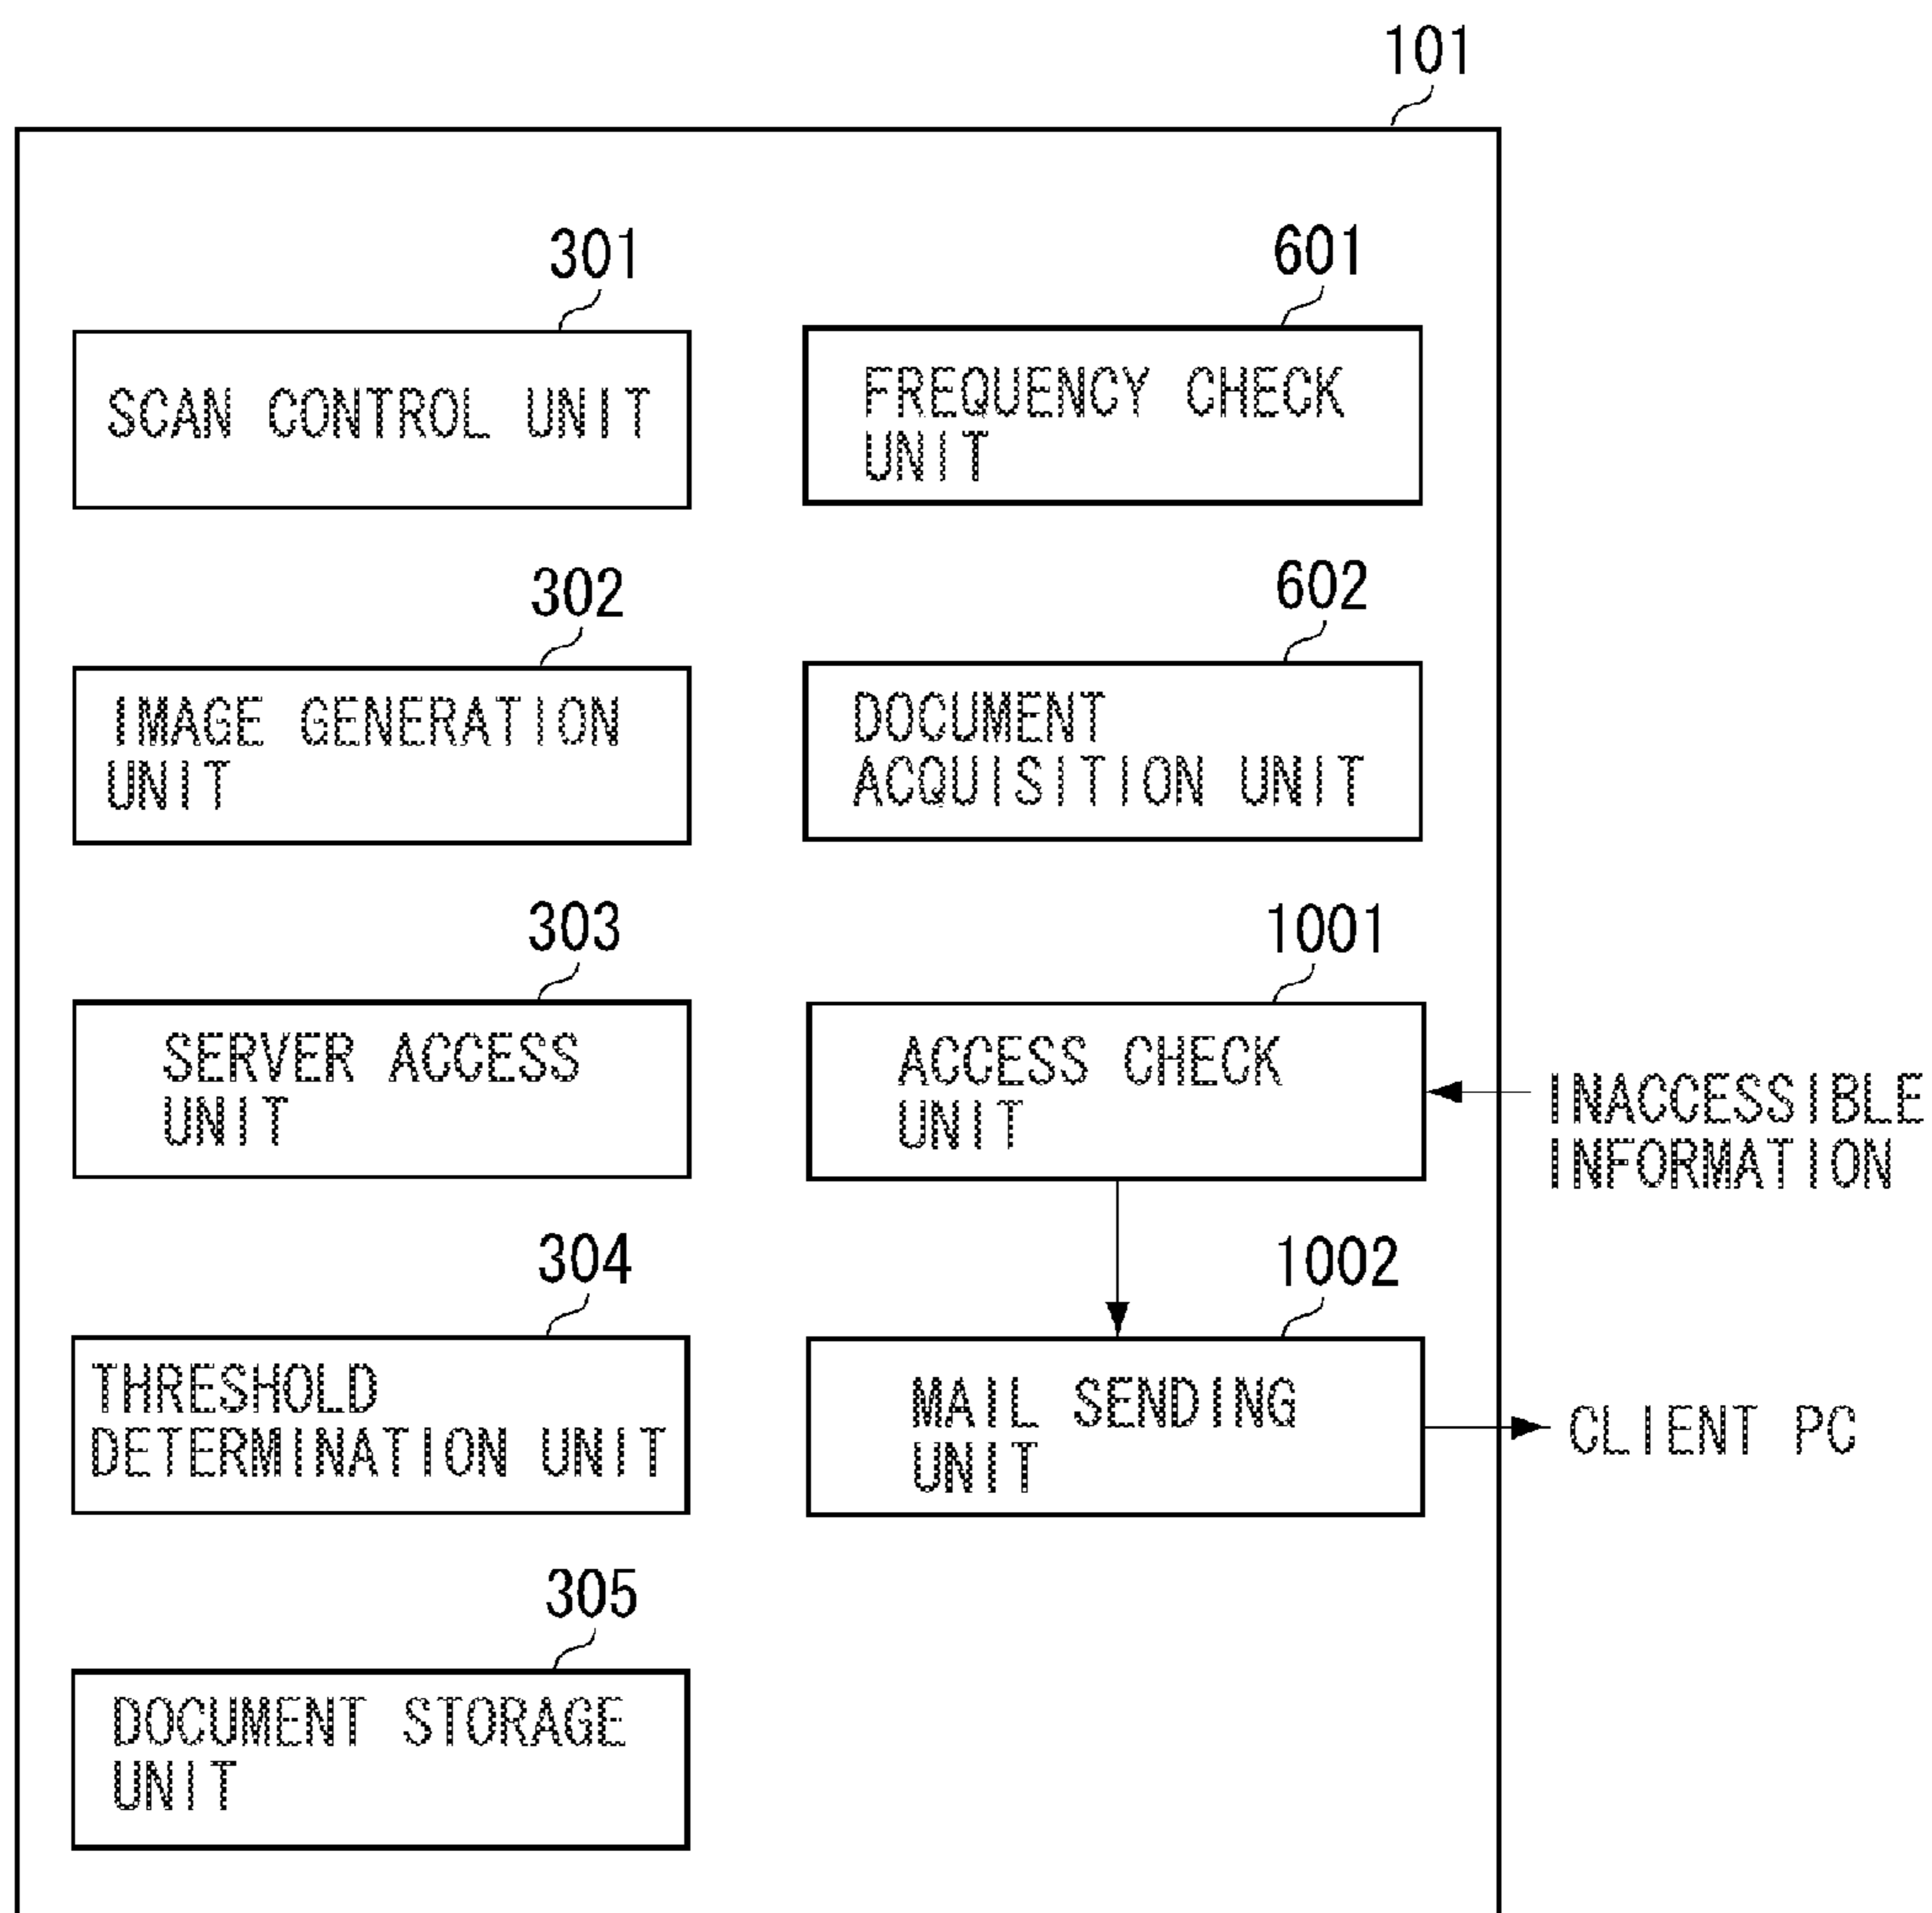 101
301
SCAN CONTROL UNIT
601
FREQUENCY CHECK
UNIT
302
IMAGE GENERATION
UNIT
602
DOCUMENT
ACQUISITION UNIT
303
SERVER ACCESS
UNIT
1001
ACCESS CHECK
UNIT
INACCESSIBLE
INFORMATION
304
THRESHOLD
DETERMINATION UNIT
1002
MAIL SENDING
UNIT
CLIENT PC
305
DOCUMENT STORAGE
UNIT